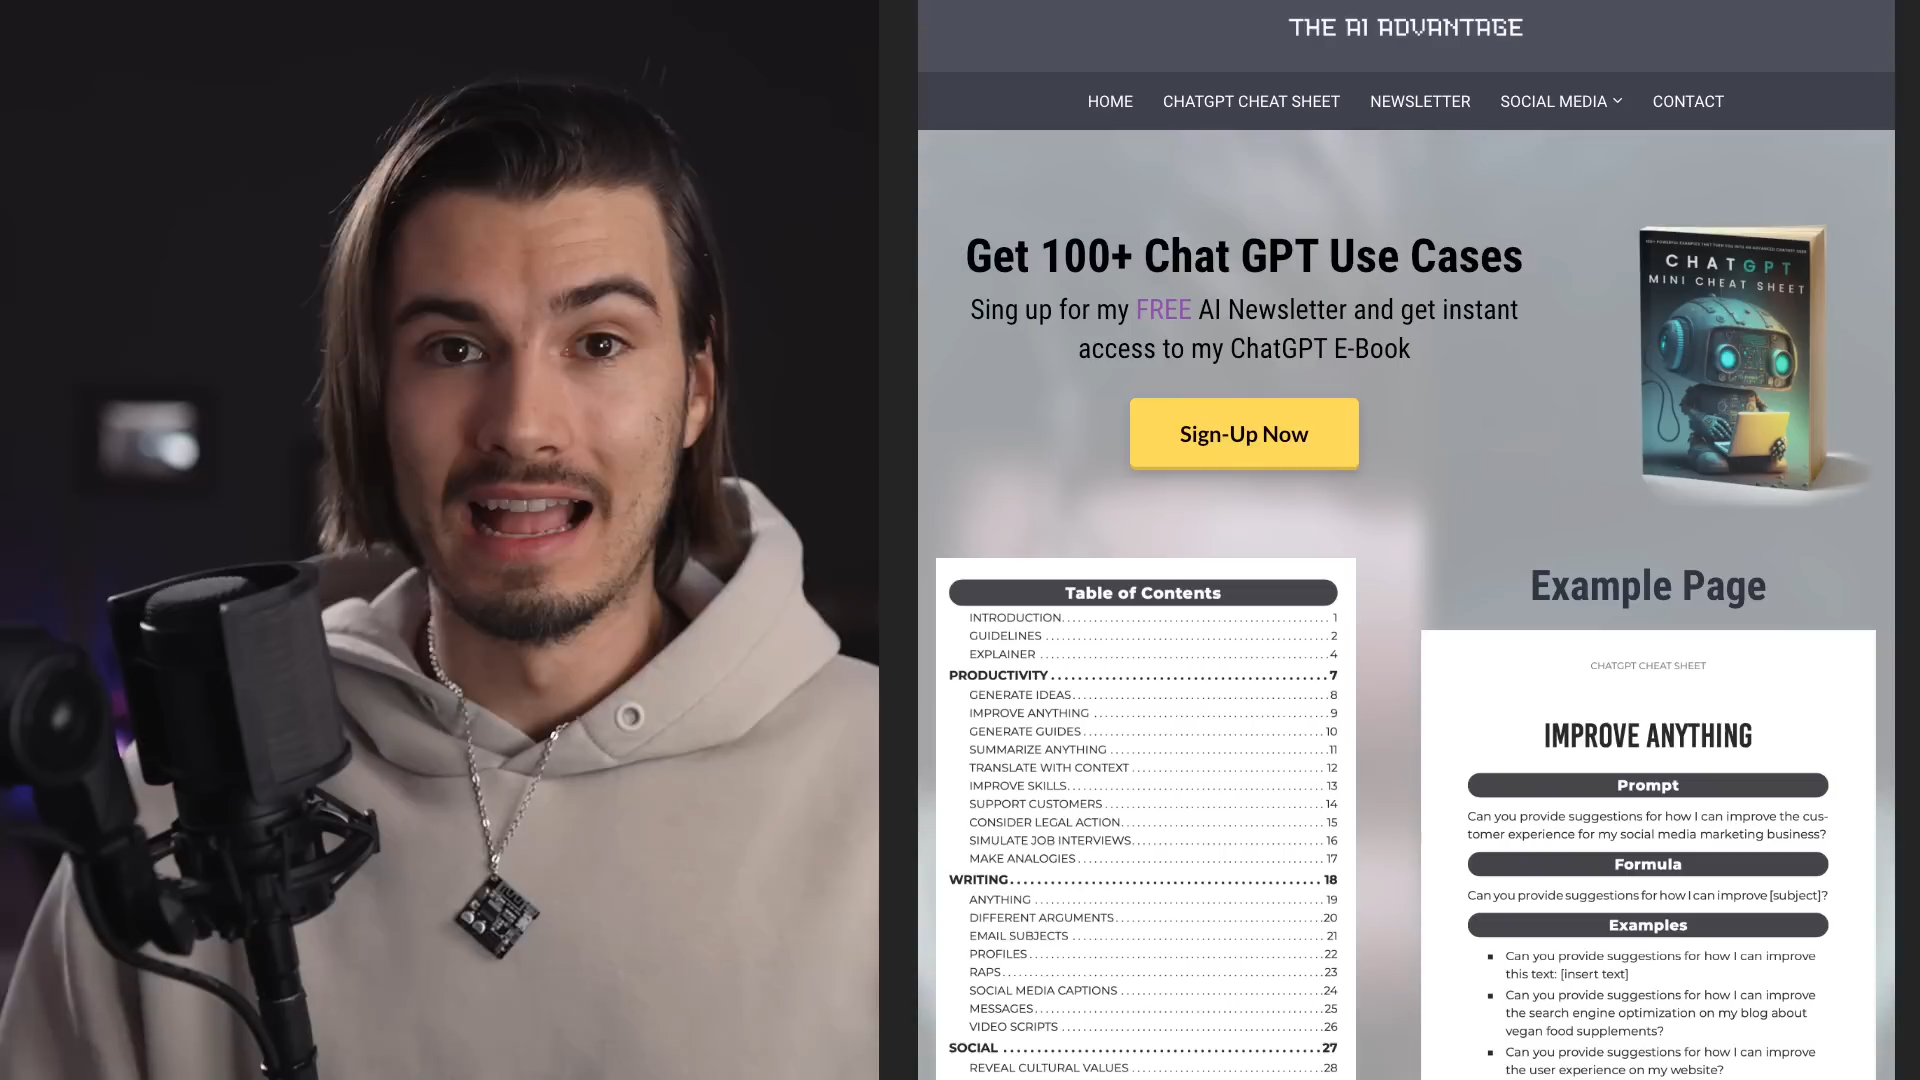 THE AI ADVANTAGE
HOME CHATGPT CHEAT SHEET NEWSLETTER SOCIAL MEDIA CONTACT
Get 100+ Chat GPT Use Cases
Sing up for my FREE AI Newsletter and get instant
access to my ChatGPT E-Book
Sign-Up Now
CHATGPT
MINI CHEAT SHEET
Table of Contents
INTRODUCTION 1
GUIDELINES 2
EXPLAINER 4
PRODUCTIVITY 7
GENERATE IDEAS 8
IMPROVE ANYTHING 9
GENERATE GUIDES 10
SUMMARIZE ANYTHING 11
TRANSLATE WITH CONTEXT 12
IMPROVE SKILLS 13
SUPPORT CUSTOMERS 14
CONSIDER LEGAL ACTION 15
SIMULATE JOB INTERVIEWS 16
MAKE ANALOGIES 17
WRITING 18
ANYTHING 19
DIFFERENT ARGUMENTS 20
EMAIL SUBJECTS 21
PROFILES 22
RAPS 23
SOCIAL MEDIA CAPTIONS 24
MESSAGES 25
VIDEO SCRIPTS 26
SOCIAL 27
REVEAL CULTURAL VALUES 28
Example Page
CHATGPT CHEAT SHEET
IMPROVE ANYTHING
Prompt
Can you provide suggestions for how I can improve the cus-
tomer experience for my social media marketing business?
Formula
Can you provide suggestions for how I can improve [subject]?
Examples
▪ Can you provide suggestions for how I can improve
this text: [insert text]
▪ Can you provide suggestions for how I can improve
the search engine optimization on my blog about
vegan food supplements?
▪ Can you provide suggestions for how I can improve
the user experience on my website?